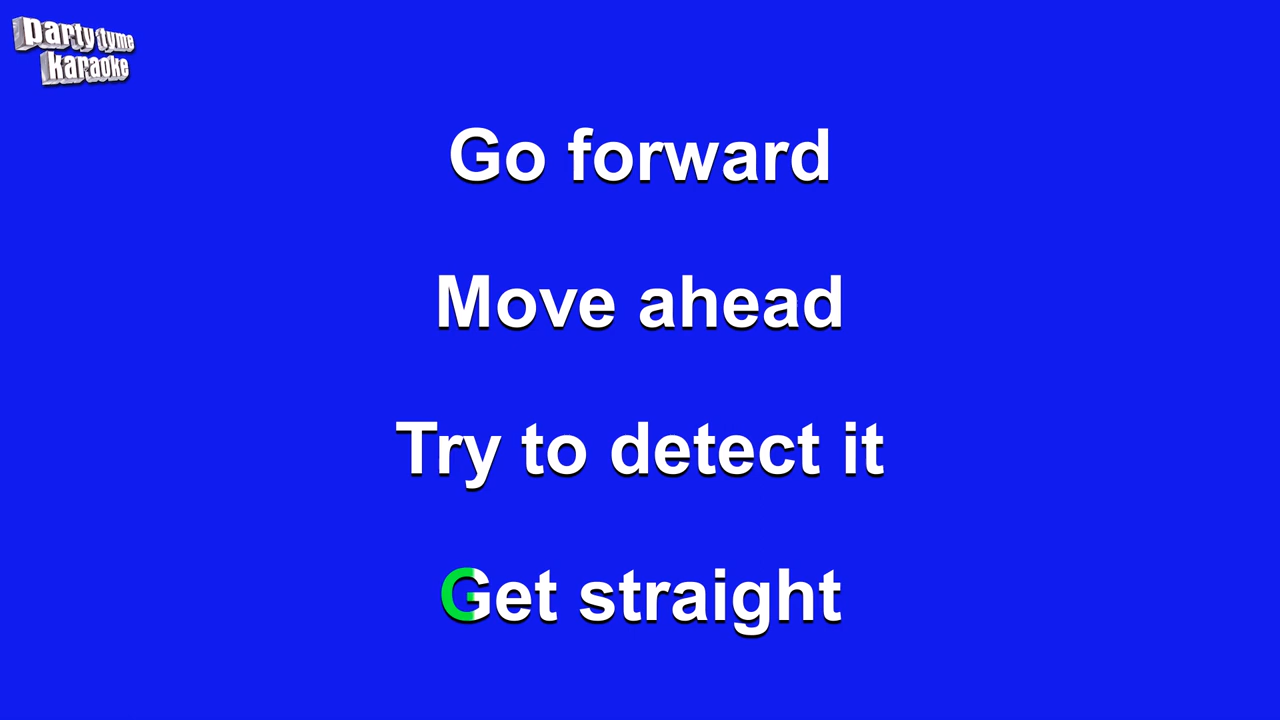 party tyme
karaoke
Go forward
Move ahead
Try to detect it
Get straight